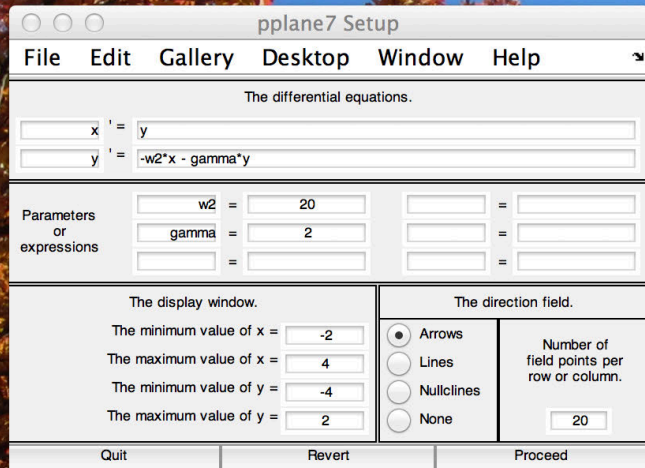 pplane7 Setup
File Edit Gallery Desktop Window Help
The differential equations.
x ' = y
y ' = -w2*x - gamma*y
Parameters
or
expressions
w2 = 20 =
gamma = 2 =
= =
The display window.
The minimum value of x = -2
The maximum value of x = 4
The minimum value of y = -4
The maximum value of y = 2
The direction field.
Arrows
Lines
Nullclines
None
Number of
field points per
row or column.
20
Quit Revert Proceed